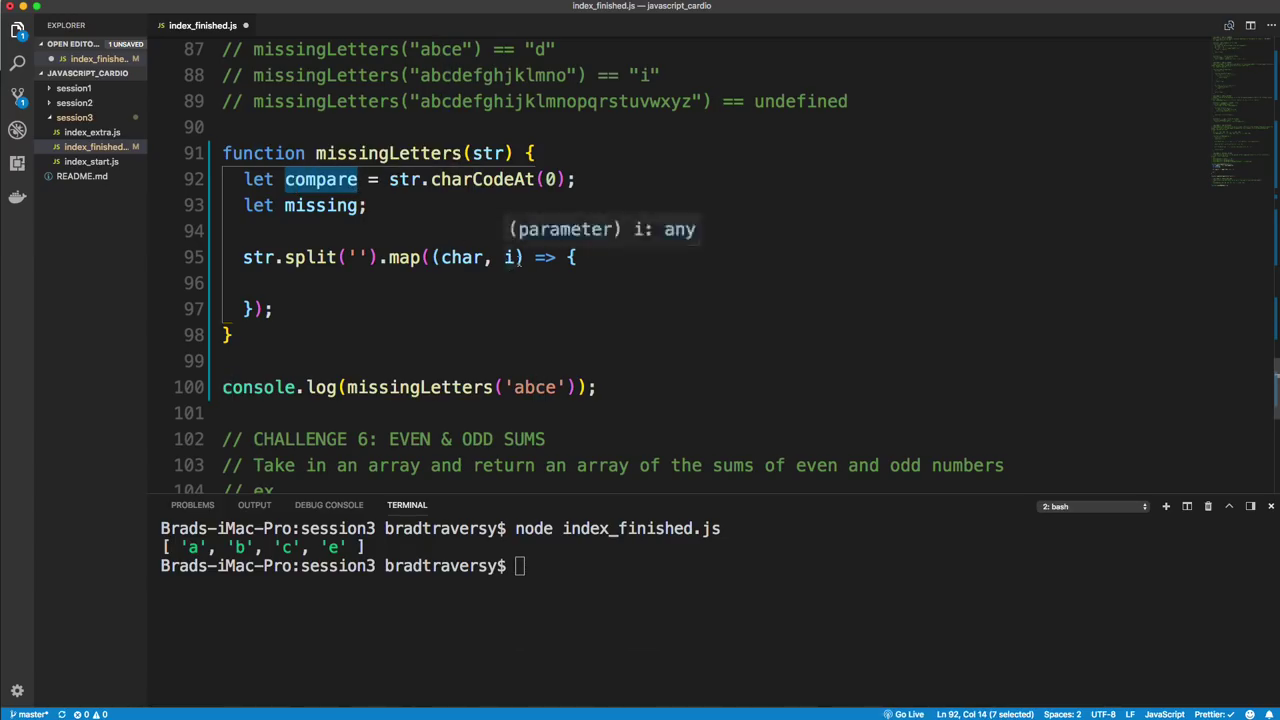 index_finished.js — javascript_cardio
EXPLORER
index_finished.js
OPEN EDITO... 1 UNSAVED
index_finishe... M
JAVASCRIPT_CARDIO
session1
session2
session3
index_extra.js
index_finished... M
index_start.js
README.md
87 // missingLetters("abce") == "d"
88 // missingLetters("abcdefghjklmno") == "i"
89 // missingLetters("abcdefghijklmnopqrstuvwxyz") == undefined
90
91 function missingLetters(str) {
92 let compare = str.charCodeAt(0);
93 let missing;
94
(parameter) i: any
95 str.split('').map((char, i) => {
96
97 });
98 }
99
100 console.log(missingLetters('abce'));
101
102 // CHALLENGE 6: EVEN & ODD SUMS
103 // Take in an array and return an array of the sums of even and odd numbers
104 // ex
PROBLEMS OUTPUT DEBUG CONSOLE TERMINAL 2: bash
Brads-iMac-Pro:session3 bradtraversy$ node index_finished.js
[ 'a', 'b', 'c', 'e' ]
Brads-iMac-Pro:session3 bradtraversy$
master* 0 0 Go Live Ln 92, Col 14 (7 selected) Spaces: 2 UTF-8 LF JavaScript Prettier: ✓